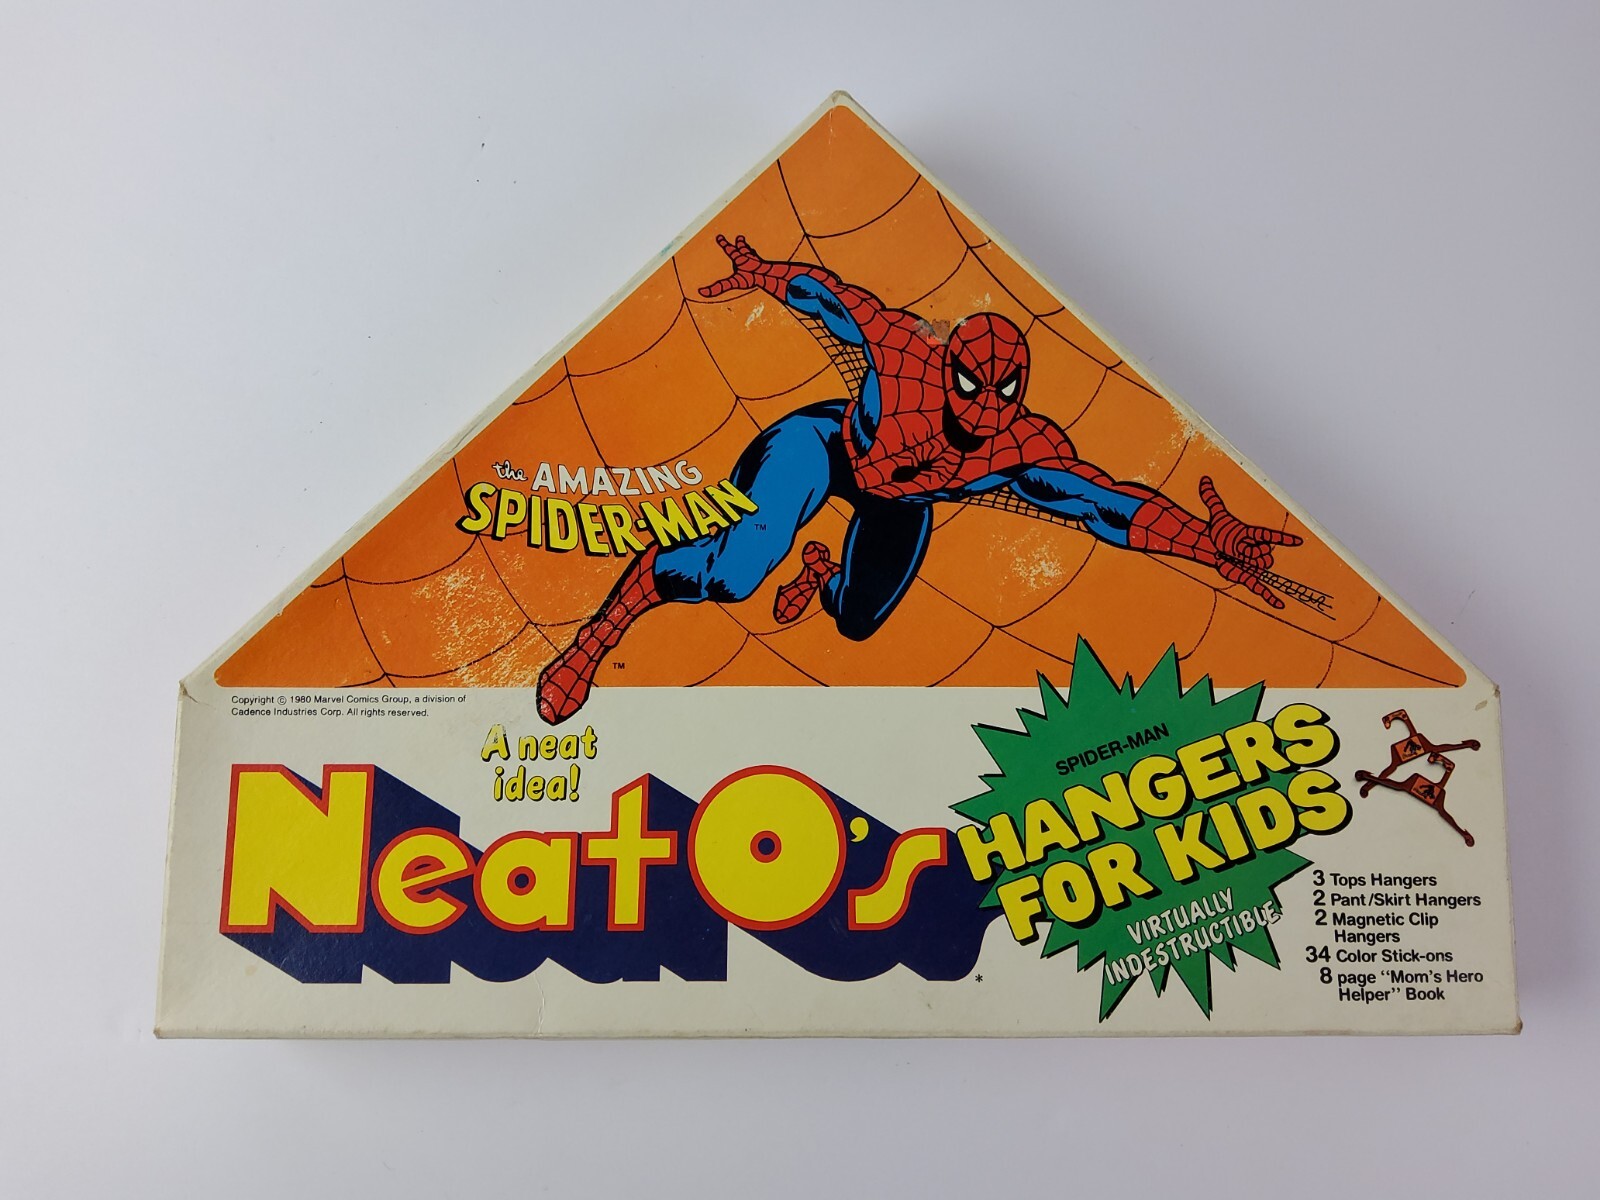 the AMAZING
SPIDER-MAN
TM
TM
Copyright © 1980 Marvel Comics Group, a division of
Cadence Industries Corp. All rights reserved.
A neat
idea!
NeatO's
*
SPIDER-MAN
HANGERS
FOR KIDS
VIRTUALLY
INDESTRUCTIBLE
3 Tops Hangers
2 Pant/Skirt Hangers
2 Magnetic Clip
Hangers
34 Color Stick-ons
8 page "Mom's Hero
Helper" Book